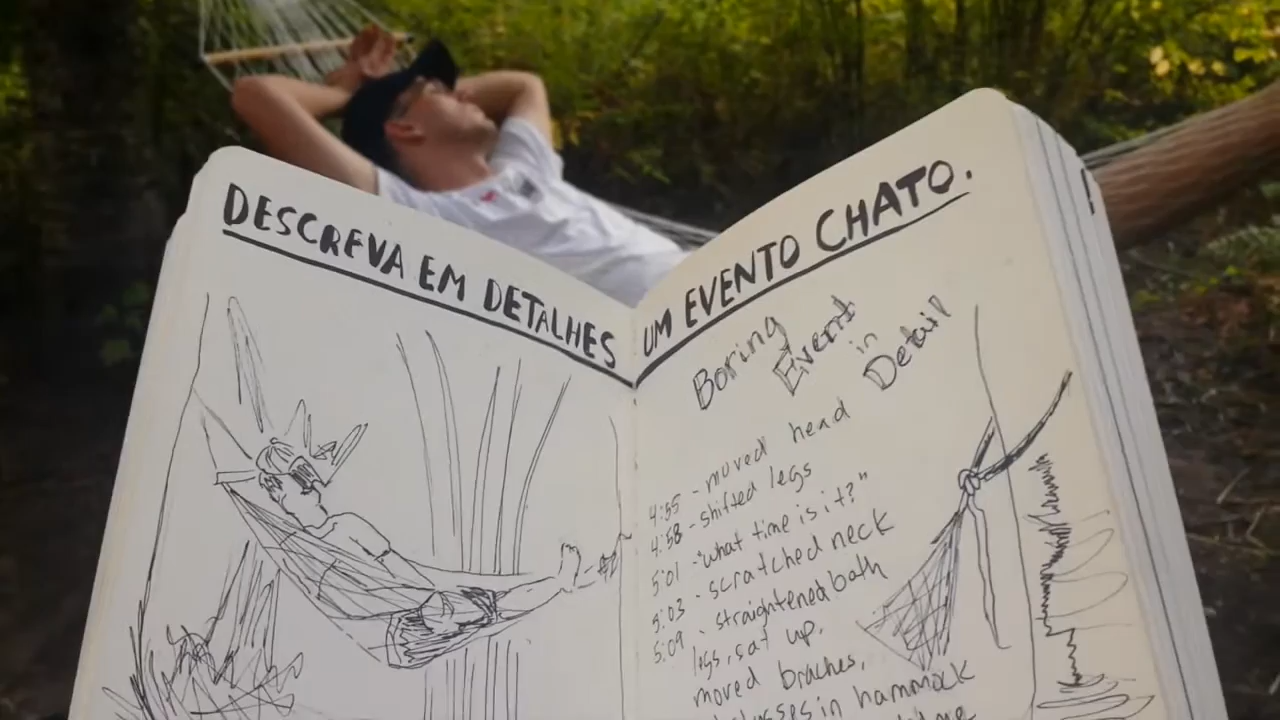 DESCREVA EM DETALHES
UM EVENTO CHATO.
Boring
Event
in
Detail
4:55 - moved head
4:58 - shifted legs
5:01 - "what time is it?"
5:03 - scratched neck
5:09 - straightened both
legs, sat up.
moved braches,
in hammock